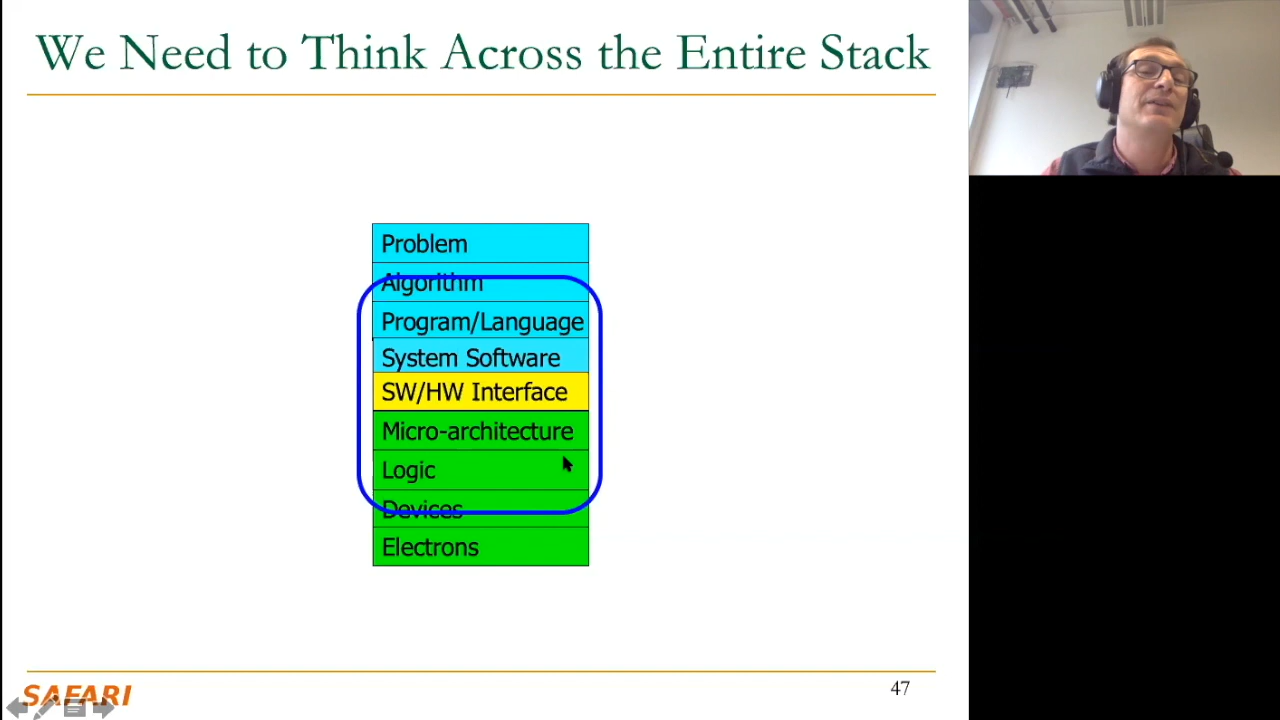 We Need to Think Across the Entire Stack
Problem
Algorithm
Program/Language
System Software
SW/HW Interface
Micro-architecture
Logic
Devices
Electrons
SAFARI
47